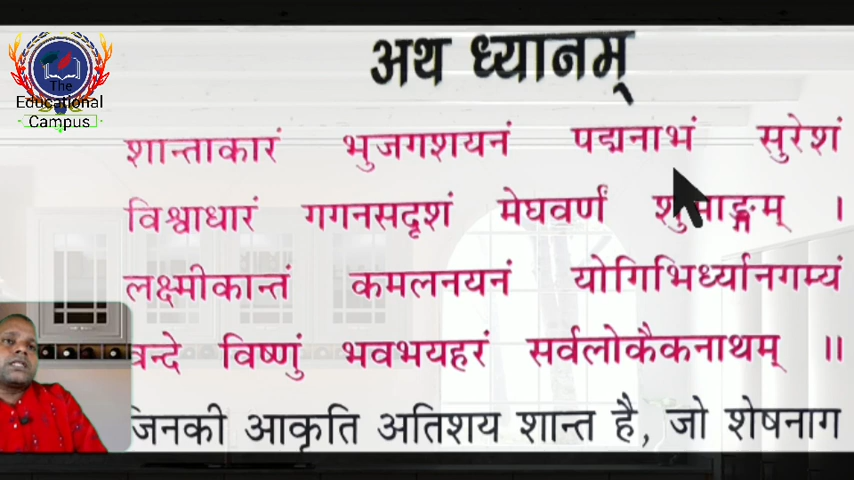 The
Educational
Campus
अथ ध्यानम्
शान्ताकारं भुजगशयनं पद्मनाभं सुरेशं
विश्वाधारं गगनसदृशं मेघवर्णं शुभाङ्गम् ।
लक्ष्मीकान्तं कमलनयनं योगिभिर्ध्यानगम्यं
वन्दे विष्णुं भवभयहरं सर्वलोकैकनाथम् ।।
जिनकी आकृति अतिशय शान्त है, जो शेषनाग